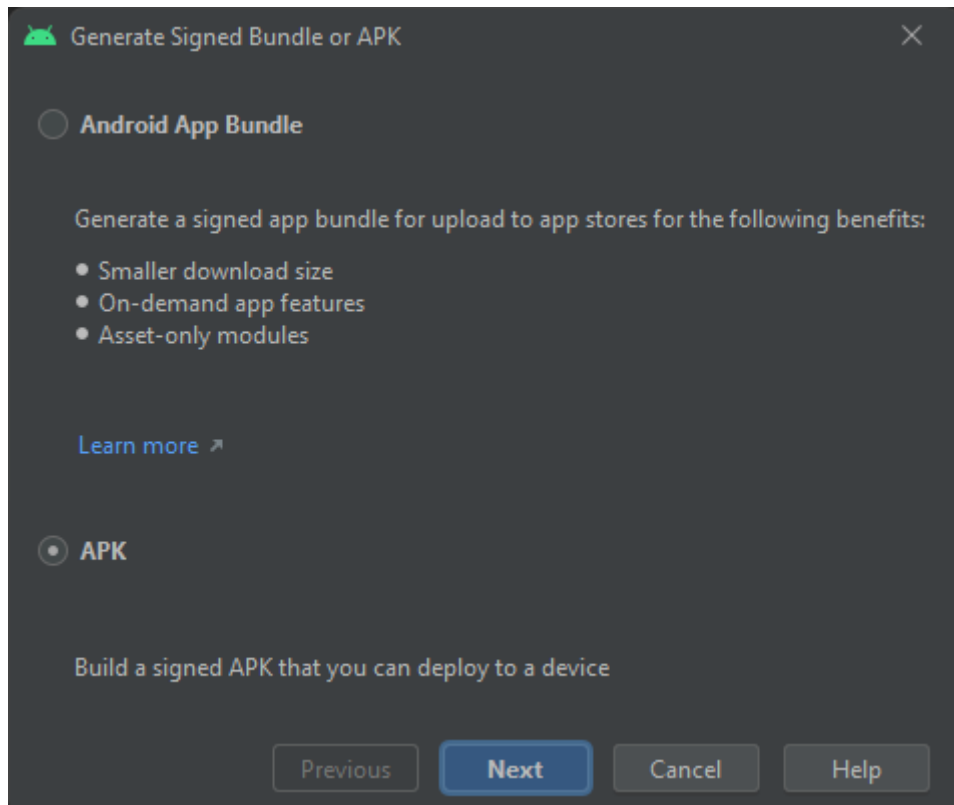 Generate Signed Bundle or APK
Android App Bundle
Generate a signed app bundle for upload to app stores for the following benefits:
Smaller download size
On-demand app features
Asset-only modules
Learn more ↗
APK
Build a signed APK that you can deploy to a device
Previous Next Cancel Help